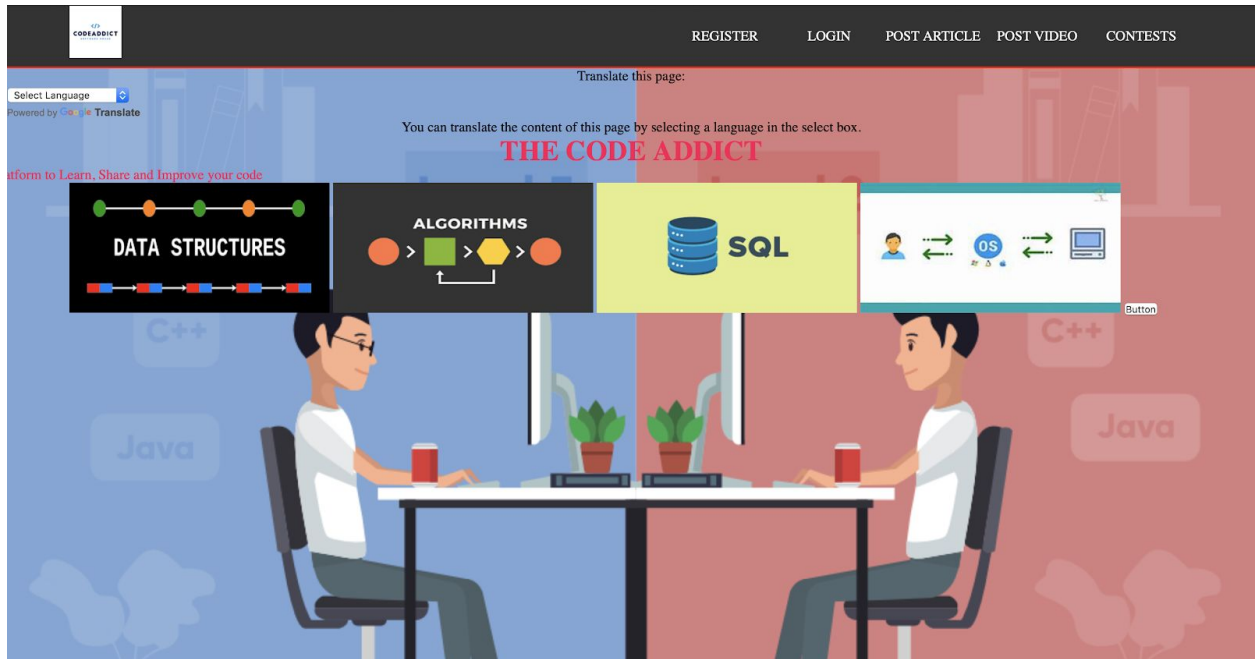 </>
CODEADDICT
REGISTER LOGIN POST ARTICLE POST VIDEO CONTESTS
Translate this page:
Select Language
Powered by Google Translate
You can translate the content of this page by selecting a language in the select box.
THE CODE ADDICT
atform to Learn, Share and Improve your code
DATA STRUCTURES
ALGORITHMS
SQL
OS
Button
C++
C++
Java
Java